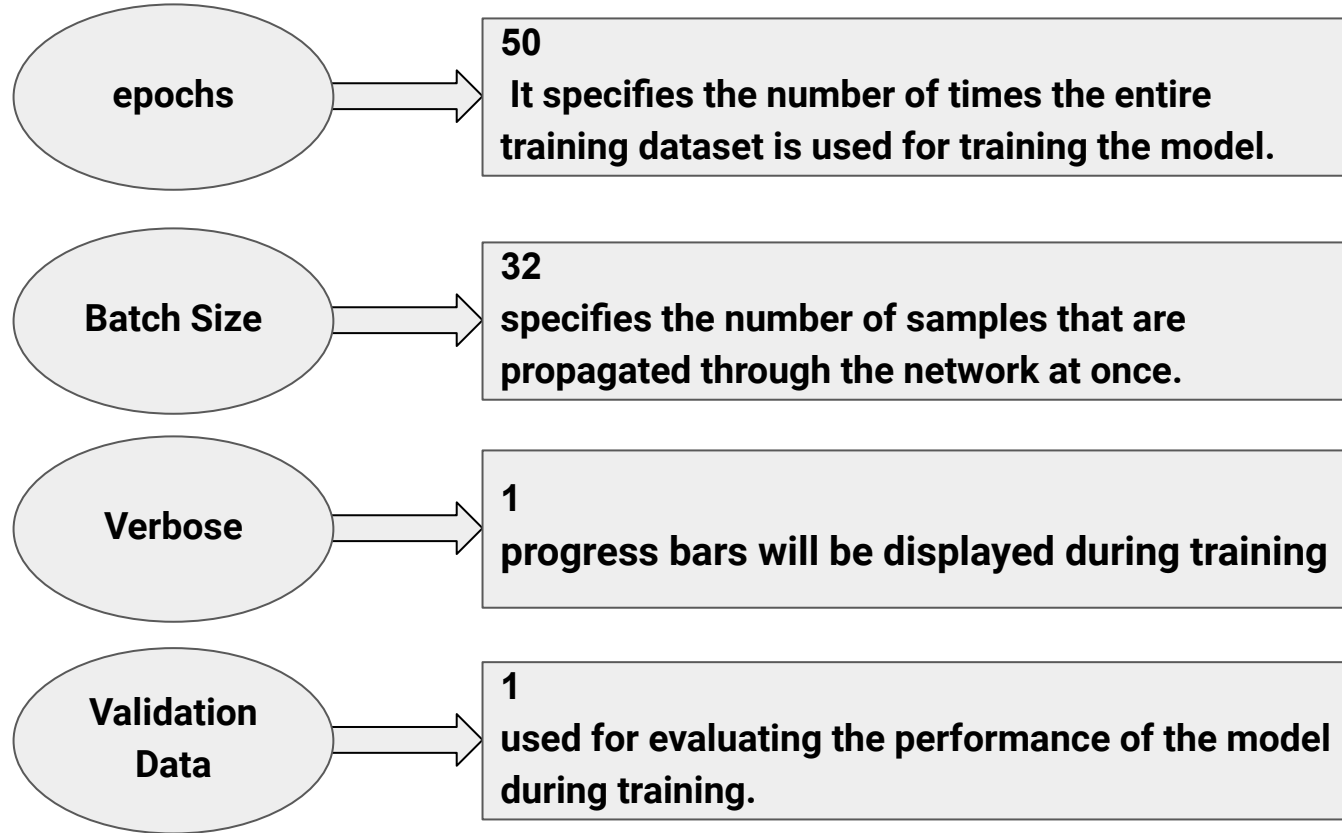 epochs
50
It specifies the number of times the entire
training dataset is used for training the model.
Batch Size
32
specifies the number of samples that are
propagated through the network at once.
Verbose
1
progress bars will be displayed during training
Validation
Data
1
used for evaluating the performance of the model
during training.